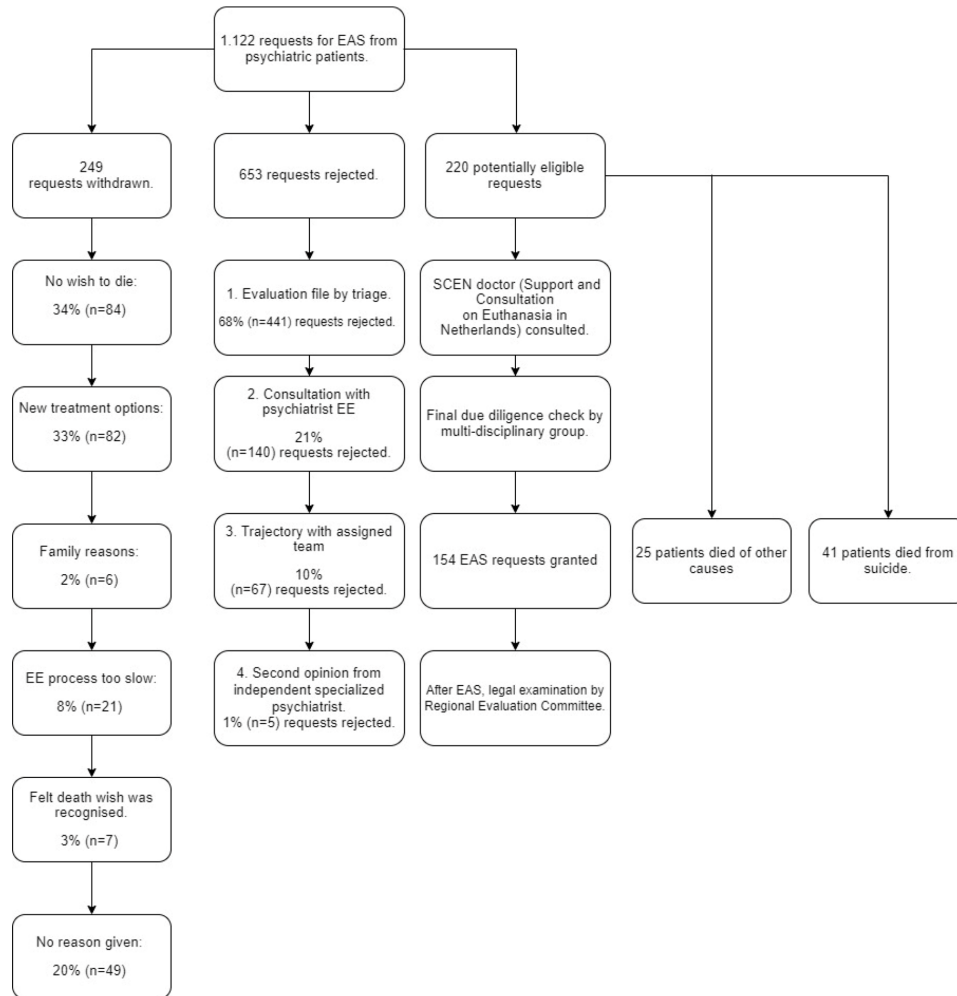 1.122 requests for EAS from
psychiatric patients.
249
requests withdrawn.
653 requests rejected.
220 potentially eligible
requests
No wish to die:
34% (n=84)
1. Evaluation file by triage.
68% (n=441) requests rejected.
SCEN doctor (Support and
Consultation
on Euthanasia in
Netherlands) consulted.
New treatment options:
33% (n=82)
2. Consultation with
psychiatrist EE
21%
(n=140) requests rejected.
Final due diligence check by
multi-disciplinary group.
Family reasons:
2% (n=6)
3. Trajectory with assigned
team
10%
(n=67) requests rejected.
154 EAS requests granted
25 patients died of other
causes
41 patients died from
suicide.
EE process too slow:
8% (n=21)
4. Second opinion from
independent specialized
psychiatrist.
1% (n=5) requests rejected.
After EAS, legal examination by
Regional Evaluation Committee.
Felt death wish was
recognised.
3% (n=7)
No reason given:
20% (n=49)